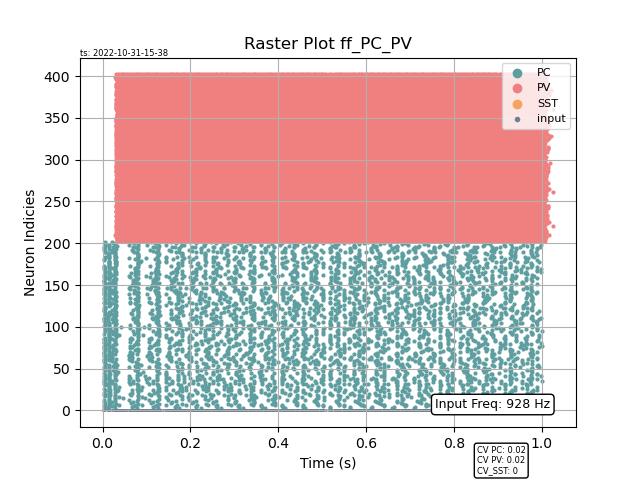 Raster Plot ff_PC_PV
ts: 2022-10-31-15-38
PC
PV
SST
input
400
350
300
250
200
150
100
50
0
Neuron Indicies
Input Freq: 928 Hz
0.0 0.2 0.4 0.6 0.8 1.0
Time (s)
CV PC: 0.02
CV PV: 0.02
CV_SST: 0